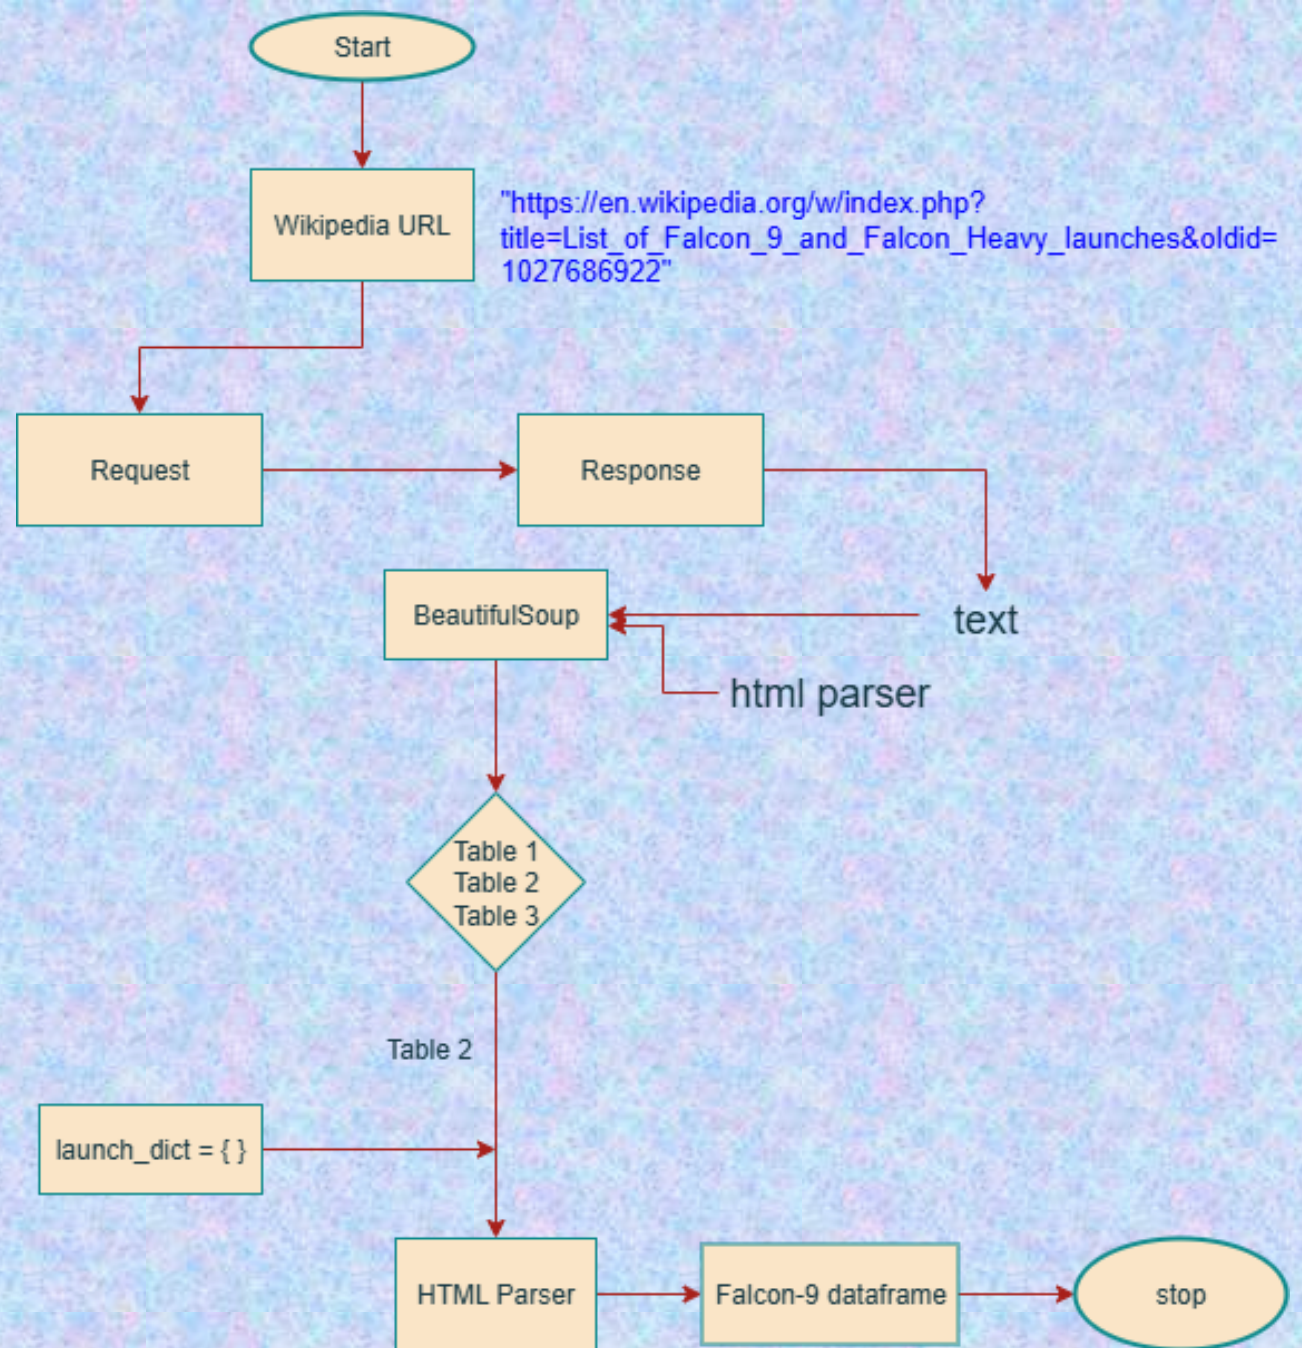 Start
Wikipedia URL
"https://en.wikipedia.org/w/index.php?
title=List_of_Falcon_9_and_Falcon_Heavy_launches&oldid=
1027686922"
Request
Response
BeautifulSoup
text
html parser
Table 1
Table 2
Table 3
Table 2
launch_dict = { }
HTML Parser
Falcon-9 dataframe
stop